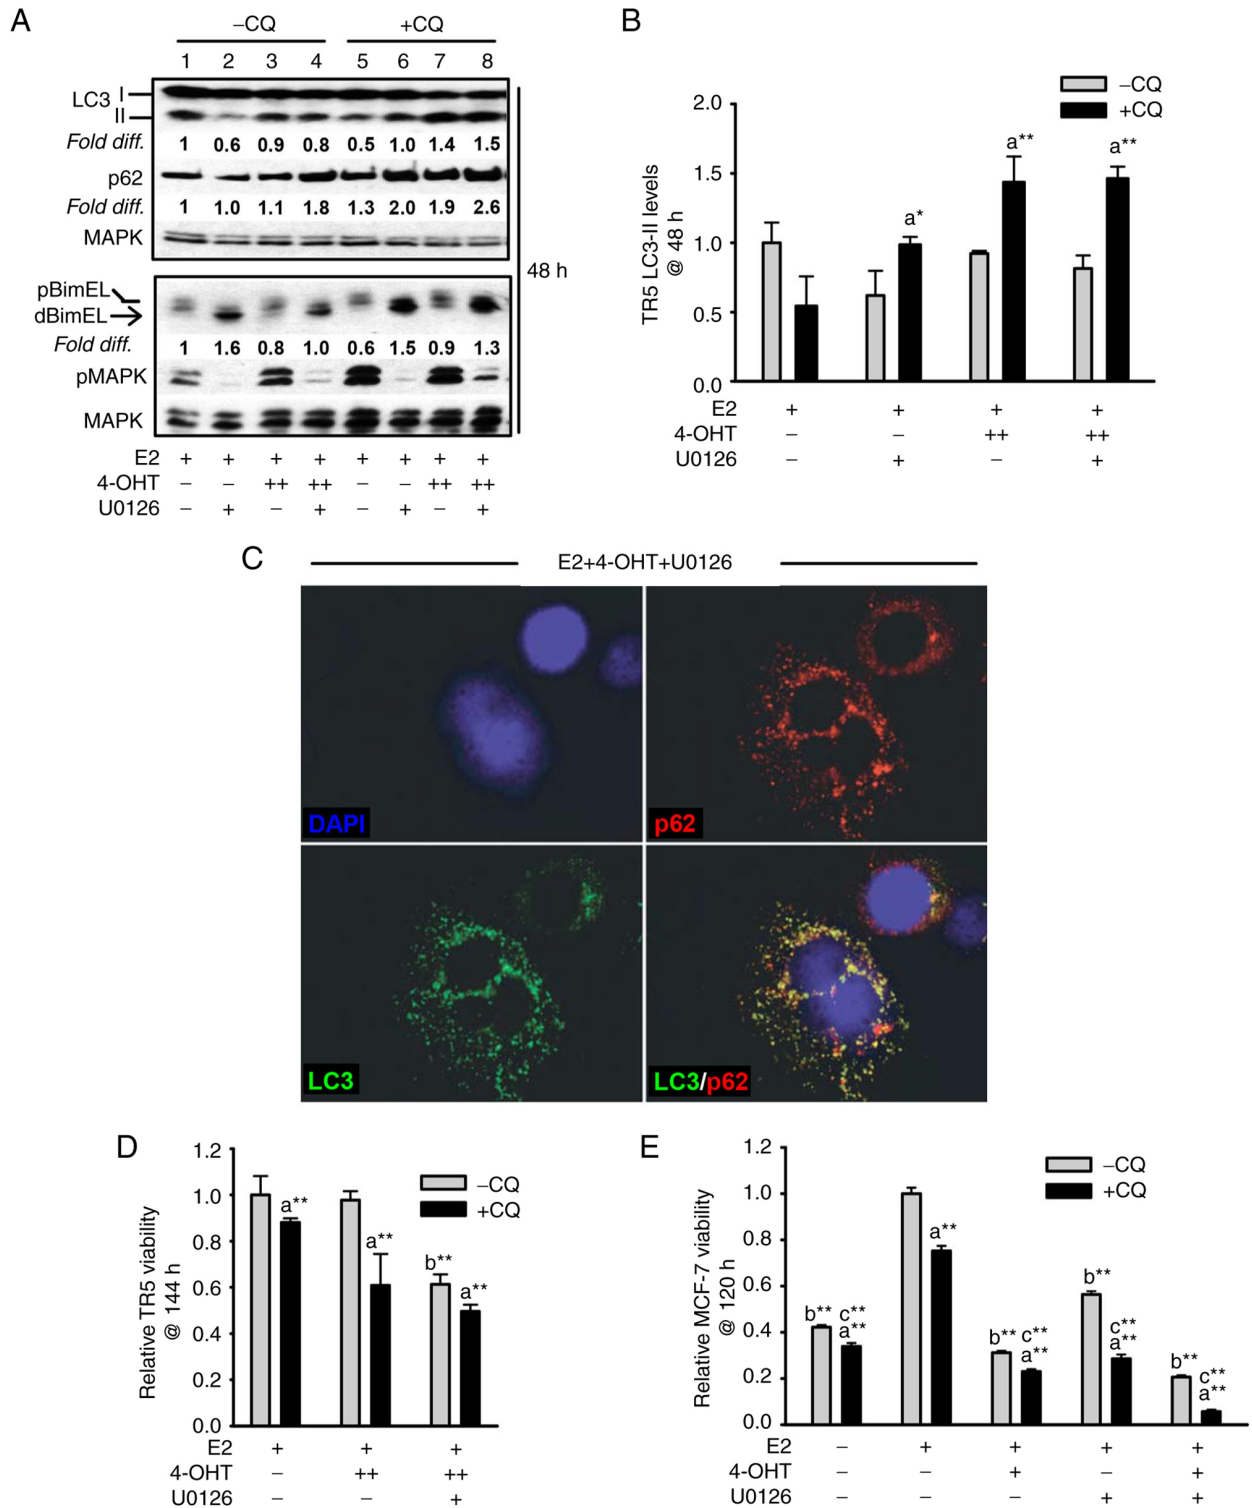 A
−CQ +CQ
1 2 3 4 5 6 7 8
LC3 I
II
Fold diff. 1 0.6 0.9 0.8 0.5 1.0 1.4 1.5
p62
Fold diff. 1 1.0 1.1 1.8 1.3 2.0 1.9 2.6
MAPK
48 h
pBimEL
dBimEL
Fold diff. 1 1.6 0.8 1.0 0.6 1.5 0.9 1.3
pMAPK
MAPK
E2 + + + + + + + +
4-OHT − − ++ ++ − − ++ ++
U0126 − + − + − + − +
B
−CQ
+CQ
TR5 LC3-II levels
@ 48 h
2.0
1.5
1.0
0.5
0.0
a*
a**
a**
E2 + + + +
4-OHT − − ++ ++
U0126 − + − +
C
E2+4-OHT+U0126
DAPI
p62
LC3
LC3/p62
D
−CQ
+CQ
Relative TR5 viability
@ 144 h
1.2
1.0
0.8
0.6
0.4
0.2
0.0
a**
a**
b**
a**
E2 + + +
4-OHT − ++ ++
U0126 − − +
E
−CQ
+CQ
Relative MCF-7 viability
@ 120 h
1.2
1.0
0.8
0.6
0.4
0.2
0.0
b**
c**
a**
a**
b**
c**
a**
b**
c**
a**
b**
c**
a**
E2 − + + + +
4-OHT − − + − +
U0126 − − − + +